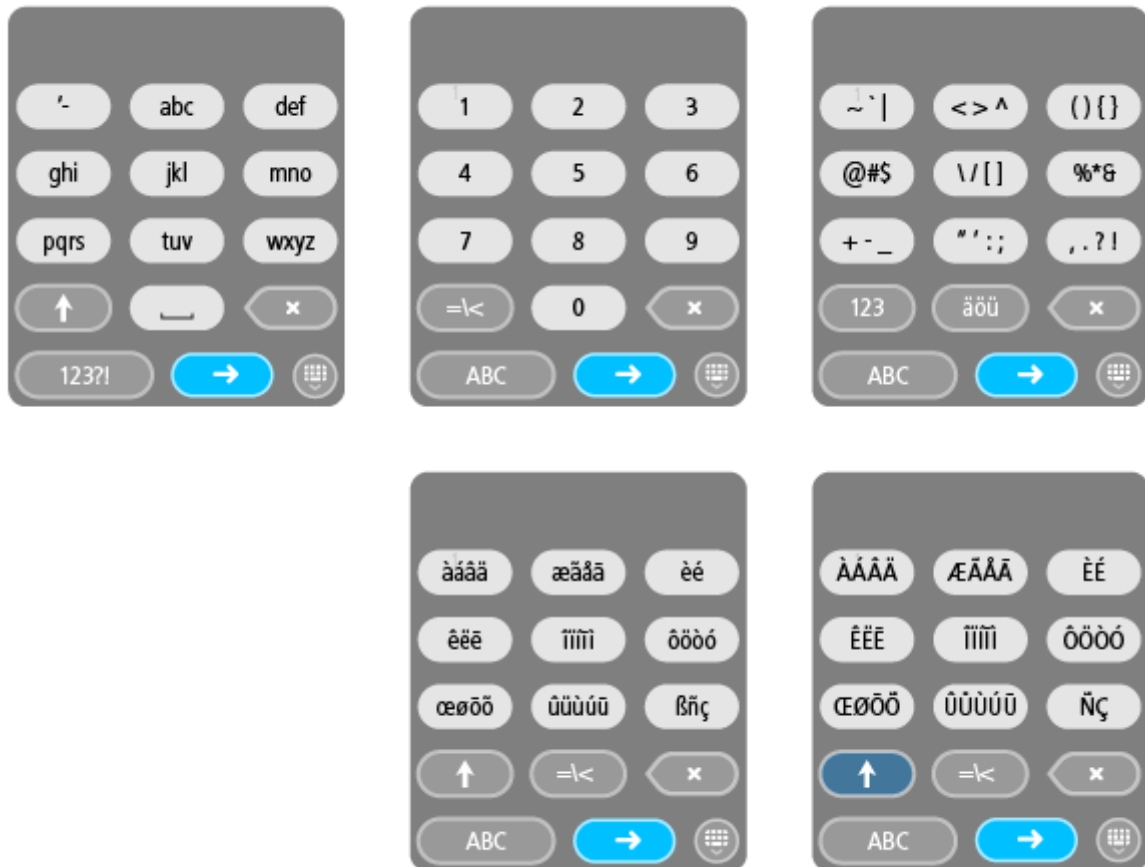 '- abc def
ghi jkl mno
pqrs tuv wxyz
123?!
1 2 3
4 5 6
7 8 9
=\< 0
ABC
~ ` | < > ^ ( ) { }
@#$ \ / [ ] %*&
+ - _ " ' : ; , . ? !
123 äöü
ABC
àáâä æãåā èé
êëē ôöòó
œøōõ ûüùúū ßñç
=\<
ABC
ÀÁÂÄ ÆÃÅĀ ÈÉ
ÊËĒ ÔÖÒÓ
ŒØŌÕ ÛÜÙÚŪ ÑÇ
=\<
ABC